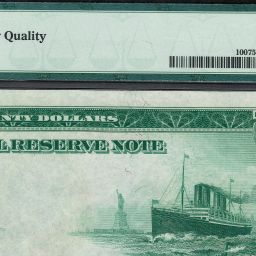 Quality
10075
NTY DOLLARS
L RESERVE NOTE